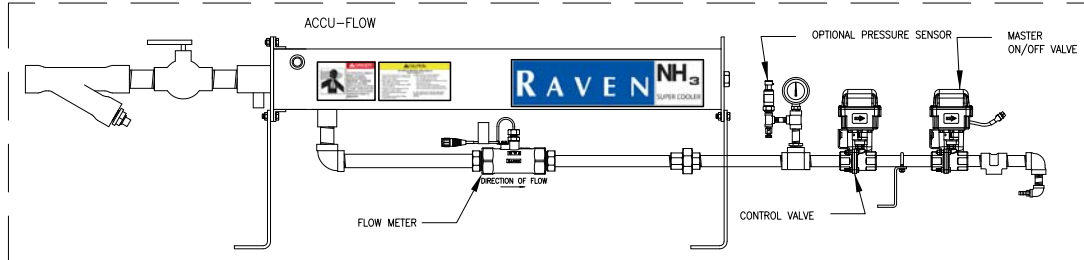 ACCU-FLOW
OPTIONAL PRESSURE SENSOR
MASTER
ON/OFF VALVE
CAUTION
RAVEN
NH3
SUPER COOLER
DIRECTION OF FLOW
FLOW METER
CONTROL VALVE